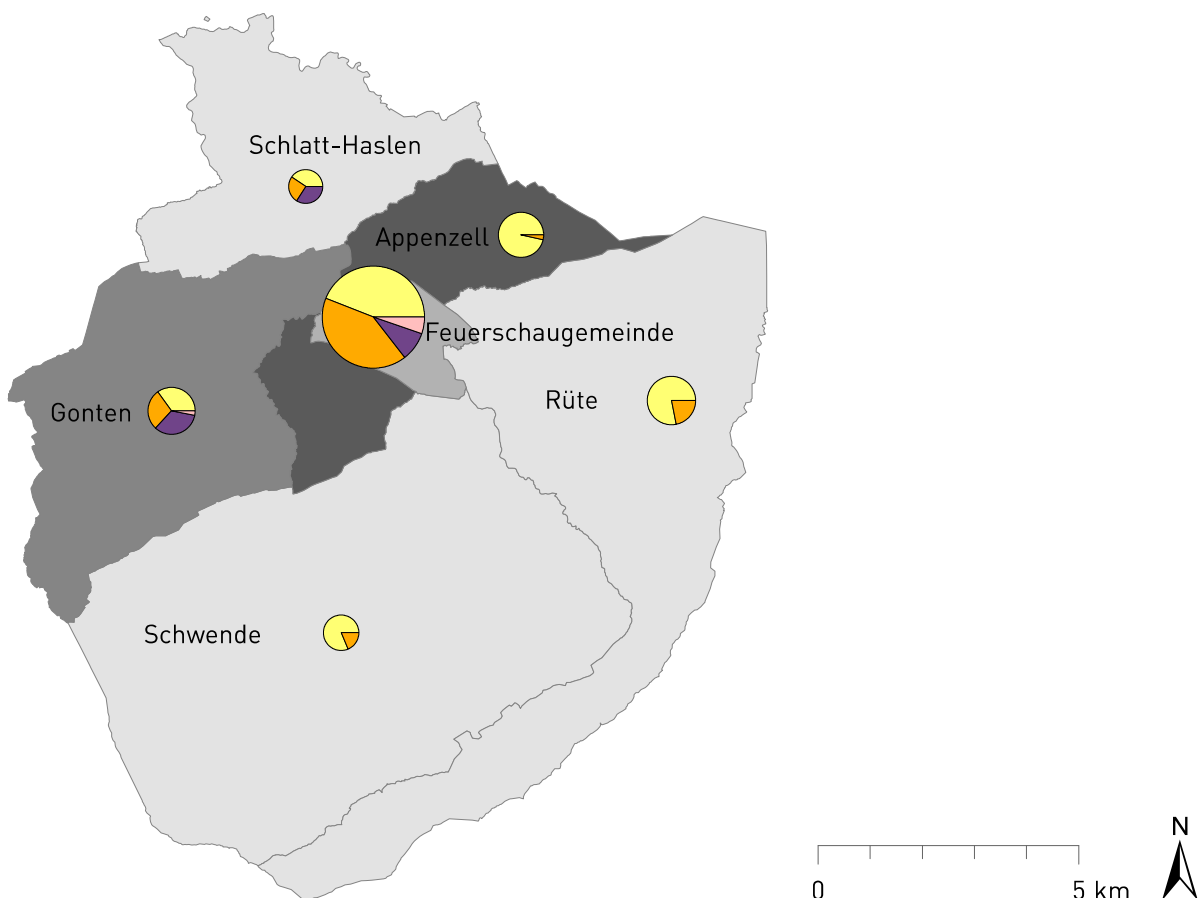 Schlatt-Haslen
Appenzell
Feuerschaugemeinde
Rüte
Gonten
Schwende
N
0
5 km